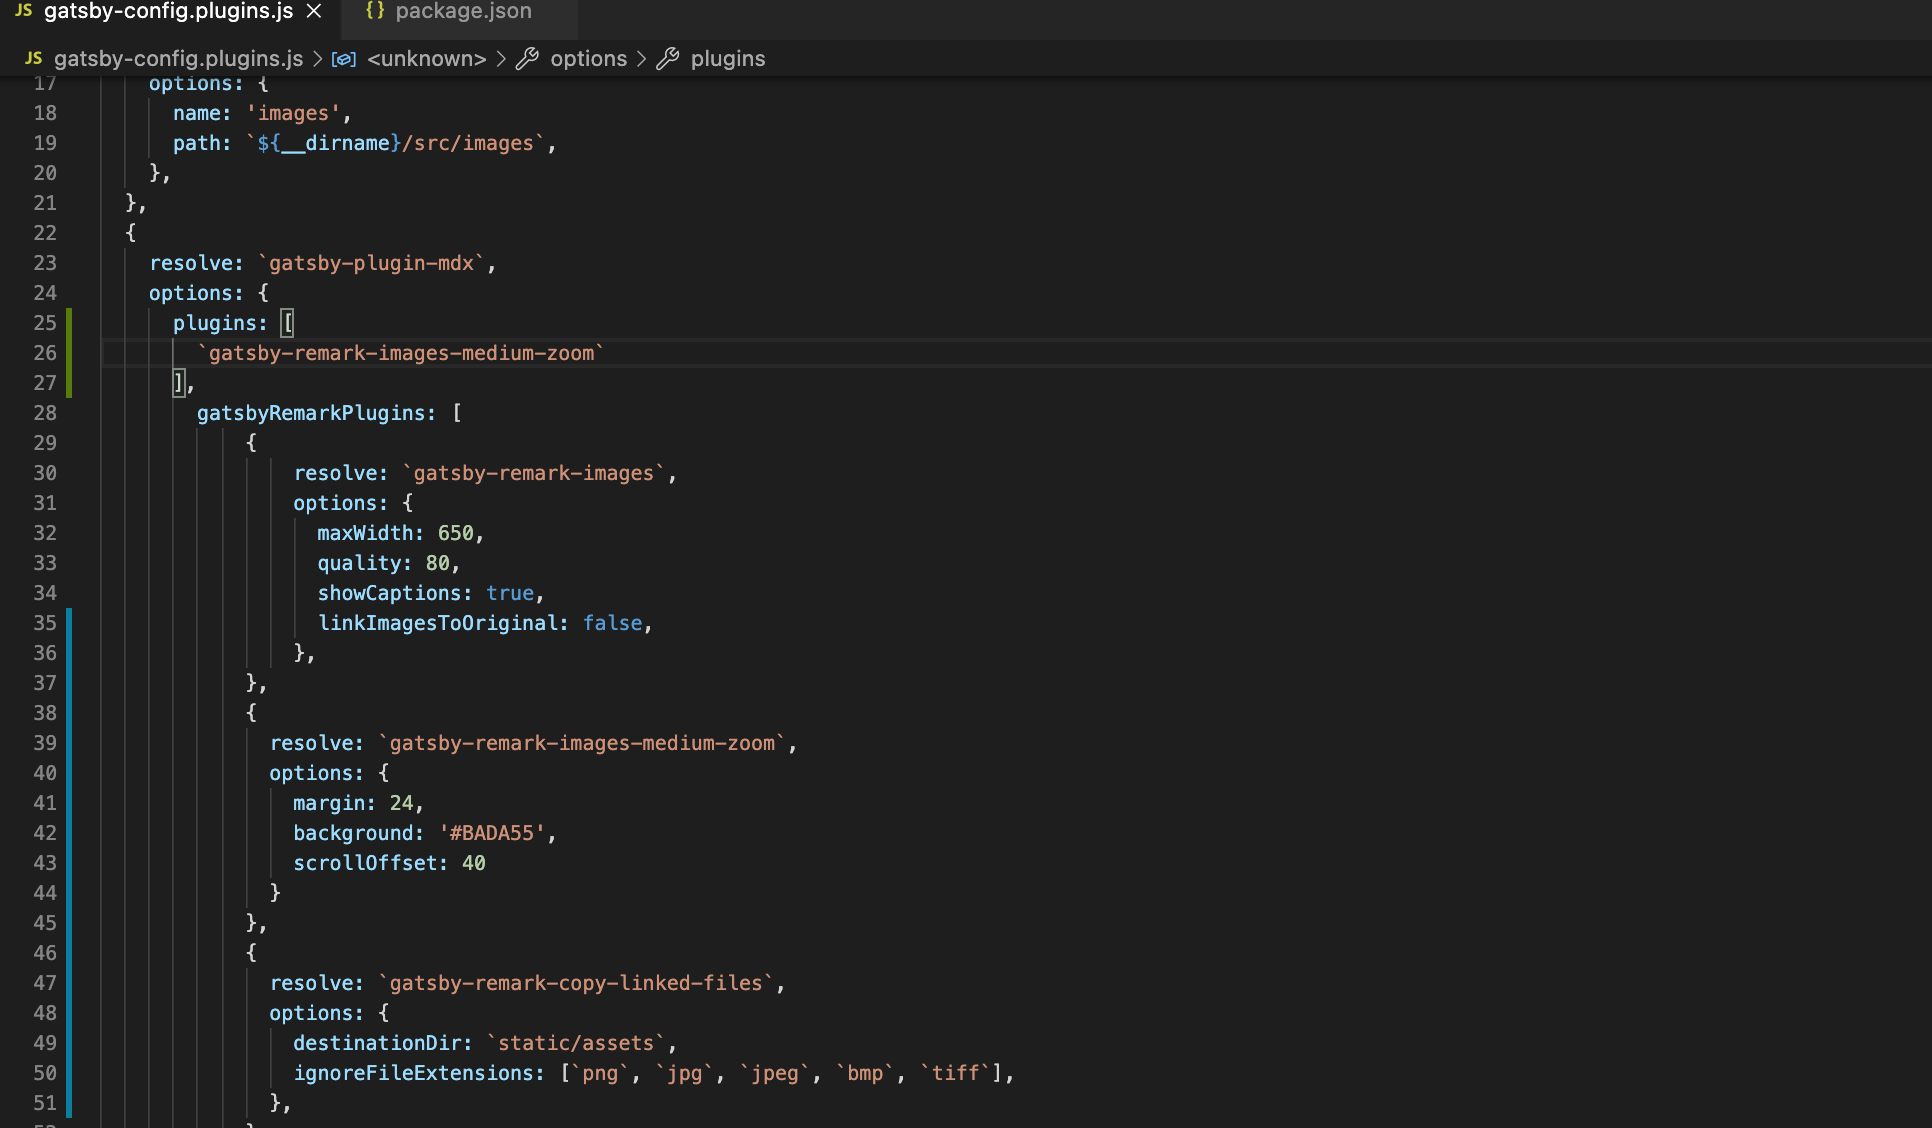 JS gatsby-config.plugins.js × {} package.json
JS gatsby-config.plugins.js > <unknown> > options > plugins
17 options: {
18 name: 'images',
19 path: `${__dirname}/src/images`,
20 },
21 },
22 {
23 resolve: `gatsby-plugin-mdx`,
24 options: {
25 plugins: [
26 `gatsby-remark-images-medium-zoom`
27 ],
28 gatsbyRemarkPlugins: [
29 {
30 resolve: `gatsby-remark-images`,
31 options: {
32 maxWidth: 650,
33 quality: 80,
34 showCaptions: true,
35 linkImagesToOriginal: false,
36 },
37 },
38 {
39 resolve: `gatsby-remark-images-medium-zoom`,
40 options: {
41 margin: 24,
42 background: '#BADA55',
43 scrollOffset: 40
44 }
45 },
46 {
47 resolve: `gatsby-remark-copy-linked-files`,
48 options: {
49 destinationDir: `static/assets`,
50 ignoreFileExtensions: [`png`, `jpg`, `jpeg`, `bmp`, `tiff`],
51 },